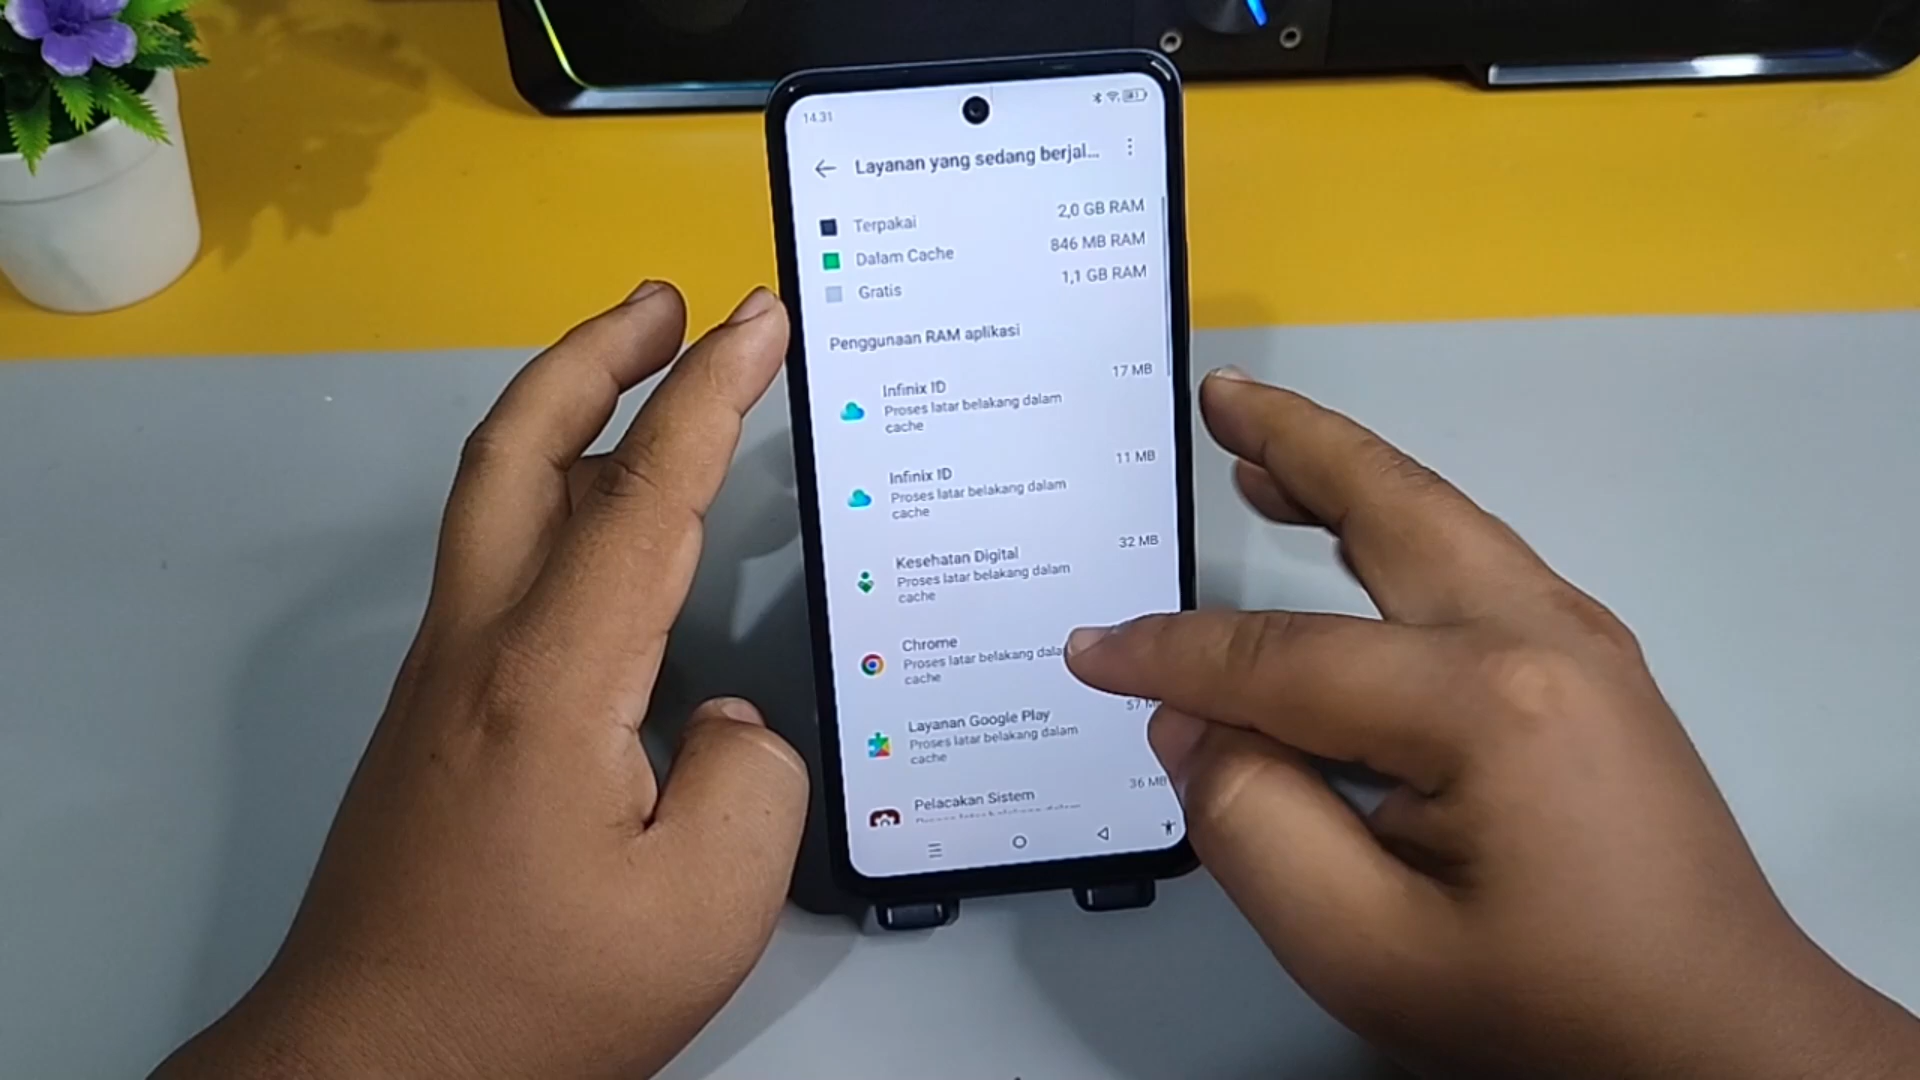 14.31
Layanan yang sedang berjal...
Terpakai 2,0 GB RAM
Dalam Cache 846 MB RAM
Gratis 1,1 GB RAM
Penggunaan RAM aplikasi
Infinix ID 17 MB
Proses latar belakang dalam
cache
Infinix ID 11 MB
Proses latar belakang dalam
cache
Kesehatan Digital 32 MB
Proses latar belakang dalam
cache
Chrome
Proses latar belakang
cache
Layanan Google Play 57
Proses latar belakang dalam
cache
Pelacakan Sistem 36 MB